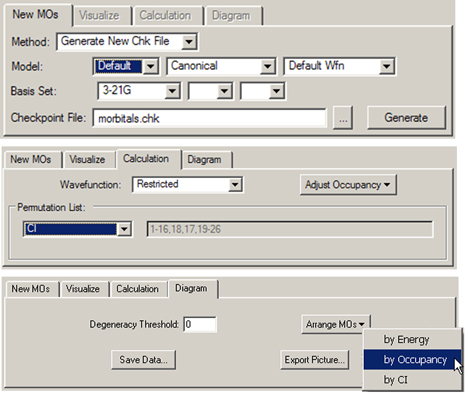 New MOs Visualize Calculation Diagram
Method: Generate New Chk File
Model: Default Canonical Default Wfn
Basis Set: 3-21G
Checkpoint File: morbitals.chk ... Generate
New MOs Visualize Calculation Diagram
Wavefunction: Restricted Adjust Occupancy
Permutation List:
CI 1-16,18,17,19-26
New MOs Visualize Calculation Diagram
Degeneracy Threshold: 0 Arrange MOs
by Energy
Save Data... Export Picture... by Occupancy
by CI